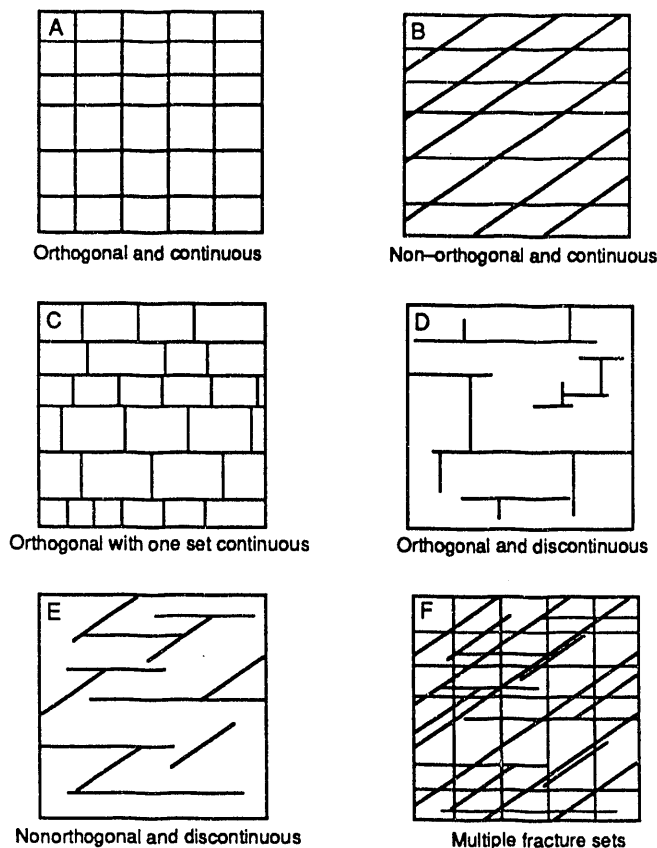 A
B
Orthogonal and continuous
Non–orthogonal and continuous
C
D
Orthogonal with one set continuous
Orthogonal and discontinuous
E
F
Nonorthogonal and discontinuous
Multiple fracture sets